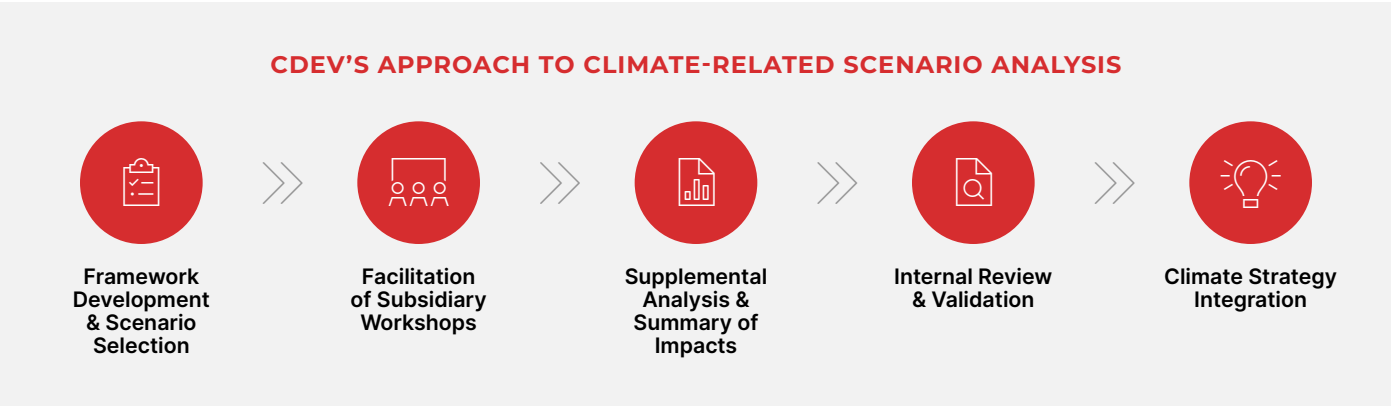 CDEV’S APPROACH TO CLIMATE-RELATED SCENARIO ANALYSIS
Framework
Development
& Scenario
Selection
Facilitation
of Subsidiary
Workshops
Supplemental
Analysis &
Summary of
Impacts
Internal Review
& Validation
Climate Strategy
Integration